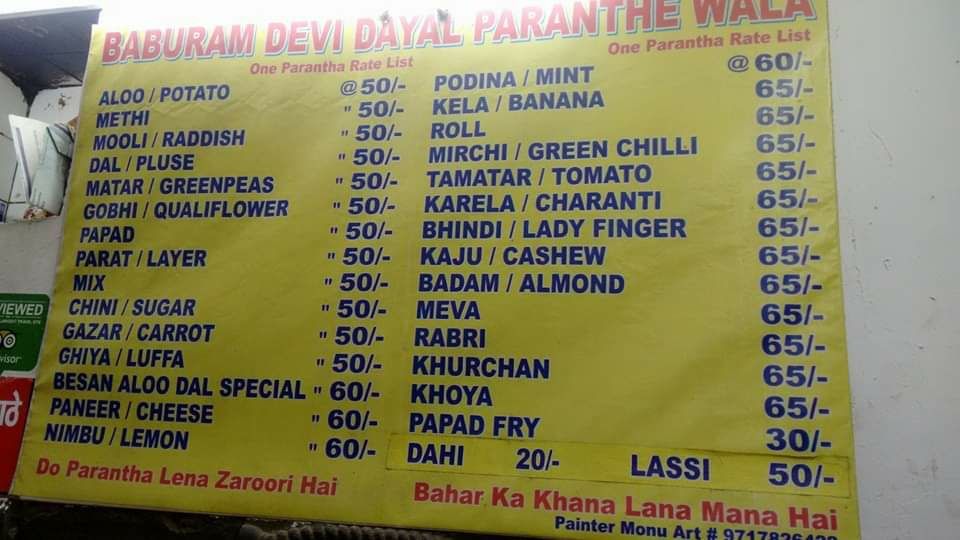 BABURAM DEVI DAYAL PARANTHE WALA
One Parantha Rate List
ALOO / POTATO @ 50/-
METHI " 50/-
MOOLI / RADDISH " 50/-
DAL / PLUSE " 50/-
MATAR / GREENPEAS " 50/-
GOBHI / QUALIFLOWER " 50/-
PAPAD " 50/-
PARAT / LAYER " 50/-
MIX " 50/-
CHINI / SUGAR " 50/-
GAZAR / CARROT " 50/-
GHIYA / LUFFA " 50/-
BESAN ALOO DAL SPECIAL " 60/-
PANEER / CHEESE " 60/-
NIMBU / LEMON " 60/-
Do Parantha Lena Zaroori Hai
One Parantha Rate List
PODINA / MINT @ 60/-
KELA / BANANA 65/-
ROLL 65/-
MIRCHI / GREEN CHILLI 65/-
TAMATAR / TOMATO 65/-
KARELA / CHARANTI 65/-
BHINDI / LADY FINGER 65/-
KAJU / CASHEW 65/-
BADAM / ALMOND 65/-
MEVA 65/-
RABRI 65/-
KHURCHAN 65/-
KHOYA 65/-
PAPAD FRY 30/-
DAHI 20/- LASSI 50/-
Bahar Ka Khana Lana Mana Hai
Painter Monu Art #
VIEWED
visor